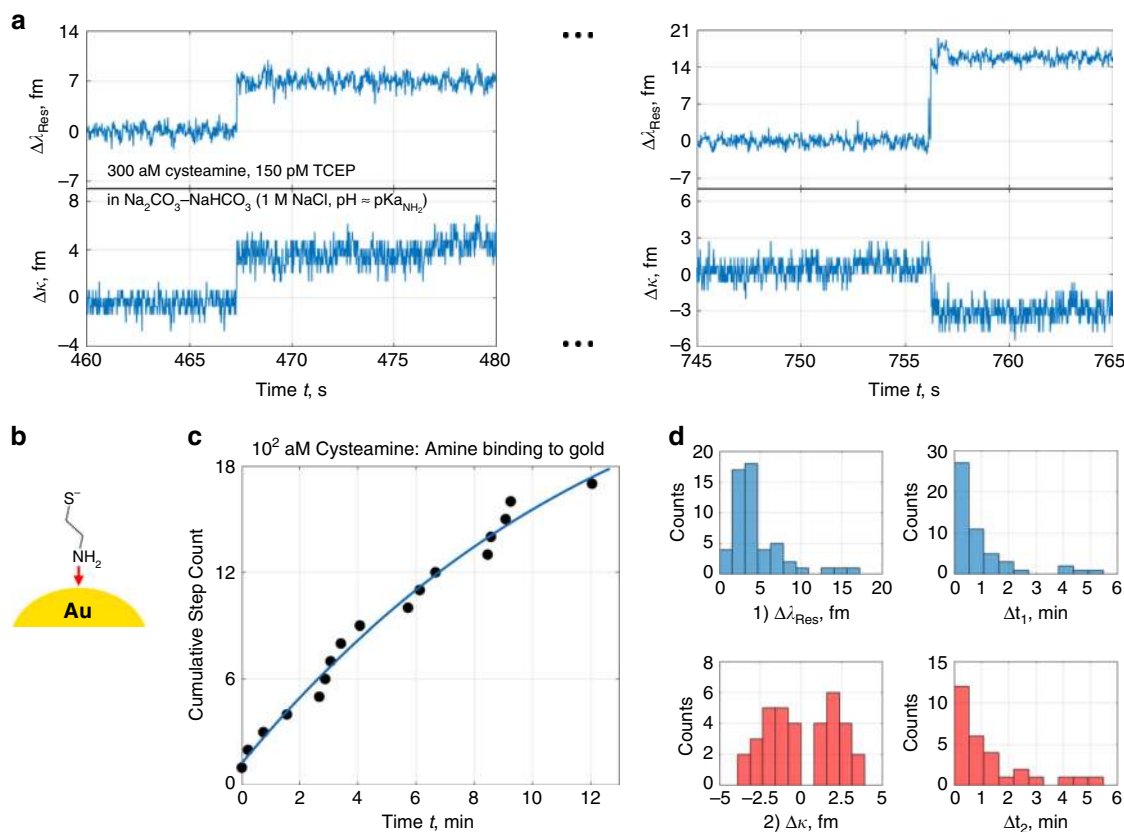 a
14
7
0
−7
Δλ_Res, fm
300 aM cysteamine, 150 pM TCEP
8
4
0
−4
Δκ, fm
in Na₂CO₃–NaHCO₃ (1 M NaCl, pH ≈ pKa_NH₂)
460 465 470 475 480
Time t, s
...
...
21
14
7
0
−7
Δλ_Res, fm
6
3
0
−3
−6
Δκ, fm
745 750 755 760 765
Time t, s
b
S⁻
NH₂
Au
c
10² aM Cysteamine: Amine binding to gold
18
12
6
0
Cumulative Step Count
0 2 4 6 8 10 12
Time t, min
d
20
15
10
5
0
Counts
0 5 10 15 20
1) Δλ_Res, fm
30
20
10
0
Counts
0 1 2 3 4 5 6
Δt₁, min
8
6
4
2
0
Counts
−5 −2.5 0 2.5 5
2) Δκ, fm
15
10
5
0
Counts
0 1 2 3 4 5 6
Δt₂, min